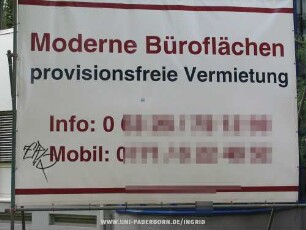 Moderne Büroflächen
provisionsfreie Vermietung
Info: 0
Mobil: 0
WWW.UNI-PADERBORN.DE/INGRID